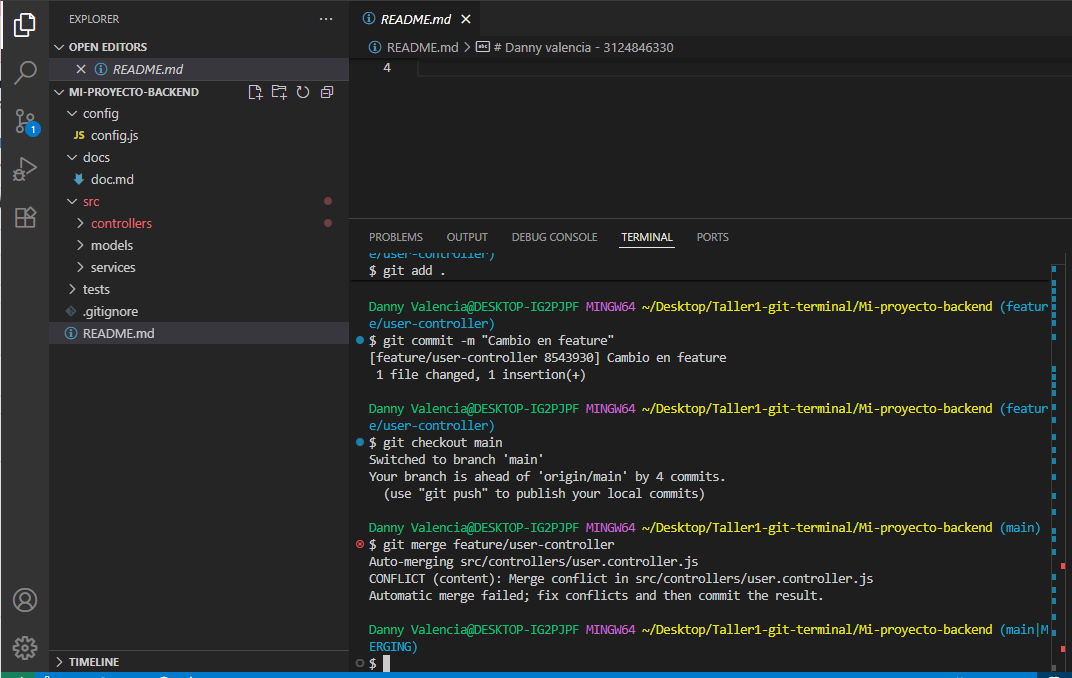 EXPLORER
OPEN EDITORS
README.md
MI-PROYECTO-BACKEND
config
JS config.js
docs
doc.md
src
controllers
models
services
tests
.gitignore
README.md
TIMELINE
1
README.md
README.md > # Danny valencia - 3124846330
4
PROBLEMS OUTPUT DEBUG CONSOLE TERMINAL PORTS
e/user-controller)
$ git add .
Danny Valencia@DESKTOP-IG2PJPF MINGW64 ~/Desktop/Taller1-git-terminal/Mi-proyecto-backend (featur
e/user-controller)
$ git commit -m "Cambio en feature"
[feature/user-controller 8543930] Cambio en feature
1 file changed, 1 insertion(+)
Danny Valencia@DESKTOP-IG2PJPF MINGW64 ~/Desktop/Taller1-git-terminal/Mi-proyecto-backend (featur
e/user-controller)
$ git checkout main
Switched to branch 'main'
Your branch is ahead of 'origin/main' by 4 commits.
(use "git push" to publish your local commits)
Danny Valencia@DESKTOP-IG2PJPF MINGW64 ~/Desktop/Taller1-git-terminal/Mi-proyecto-backend (main)
$ git merge feature/user-controller
Auto-merging src/controllers/user.controller.js
CONFLICT (content): Merge conflict in src/controllers/user.controller.js
Automatic merge failed; fix conflicts and then commit the result.
Danny Valencia@DESKTOP-IG2PJPF MINGW64 ~/Desktop/Taller1-git-terminal/Mi-proyecto-backend (main|M
ERGING)
$